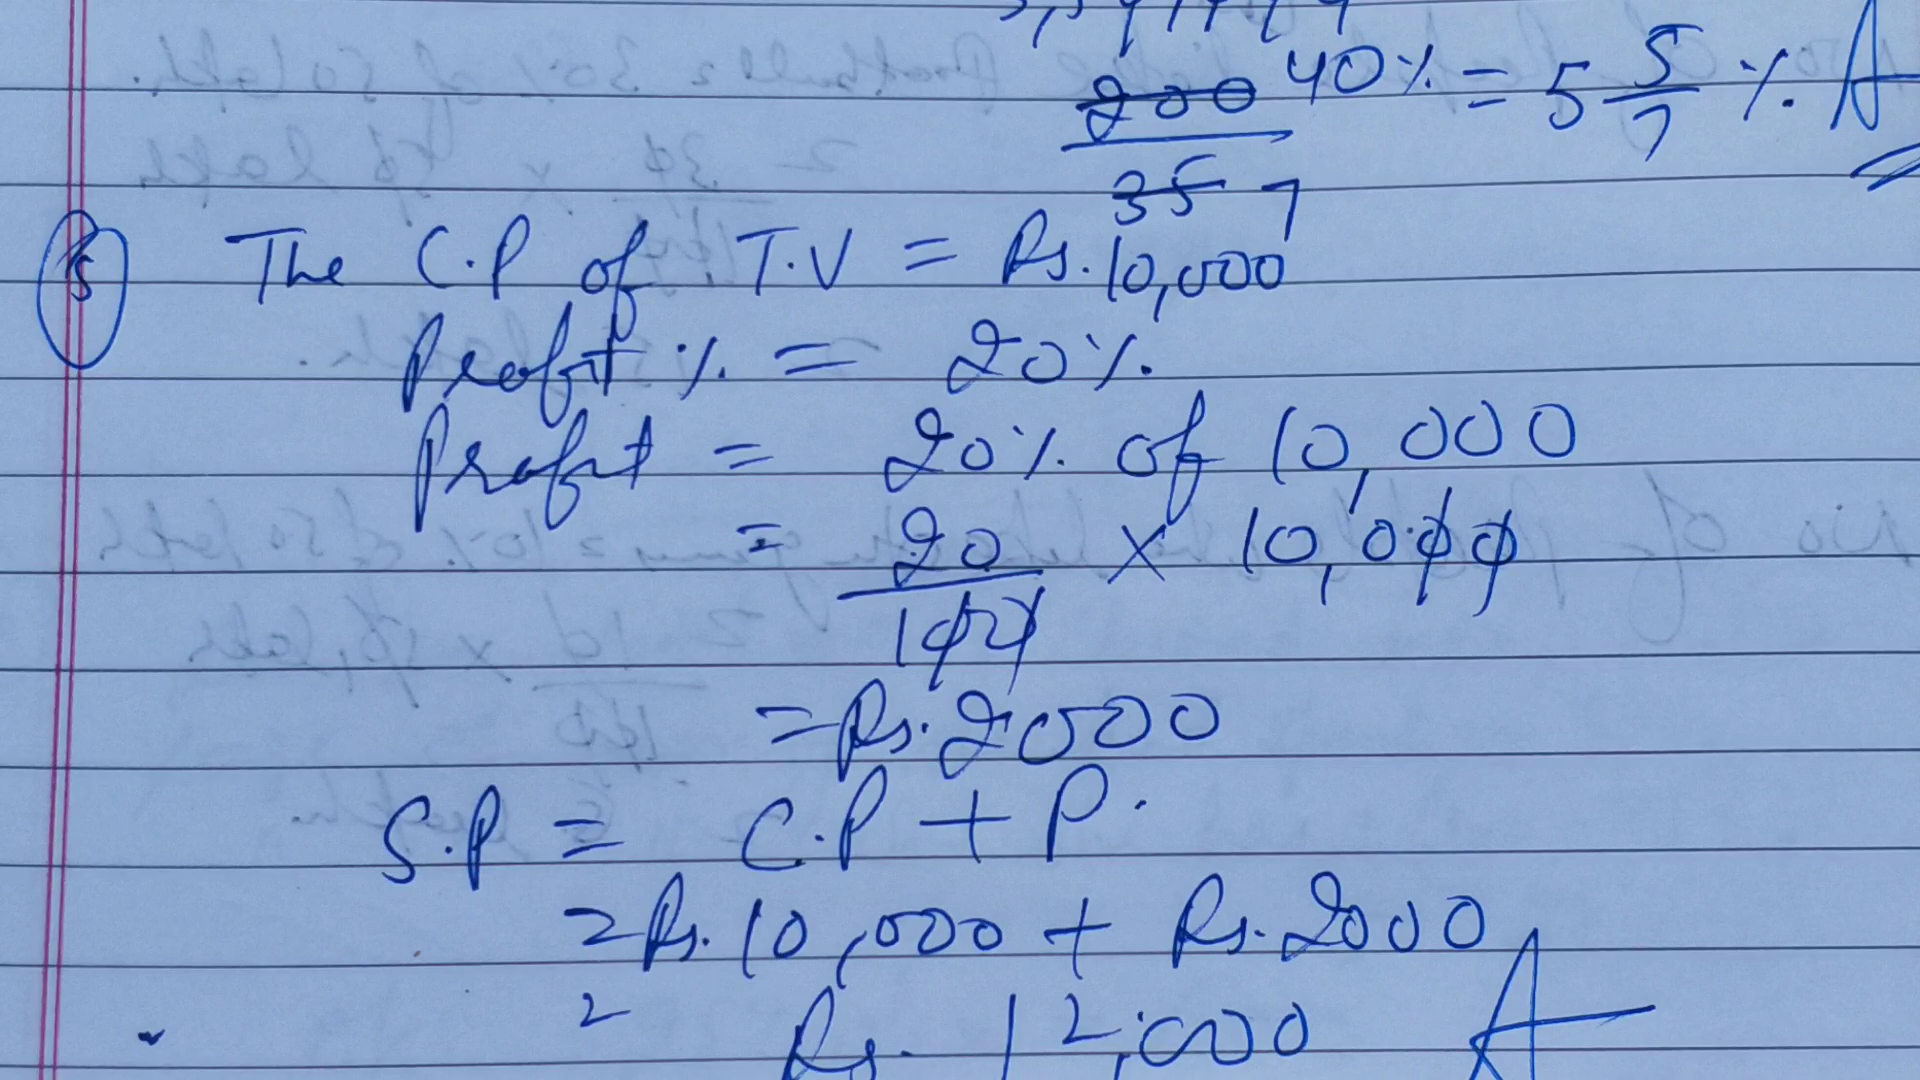 200 40% = 5 5/7 % A
35 7
5 The C.P of T.V = Rs. 10,000
Profit % = 20%.
Profit = 20% of 10,000
= 20/100 × 10,000
= Rs. 2000
S.P = C.P + P.
= Rs. 10,000 + Rs. 2000
= Rs. 12,000 A